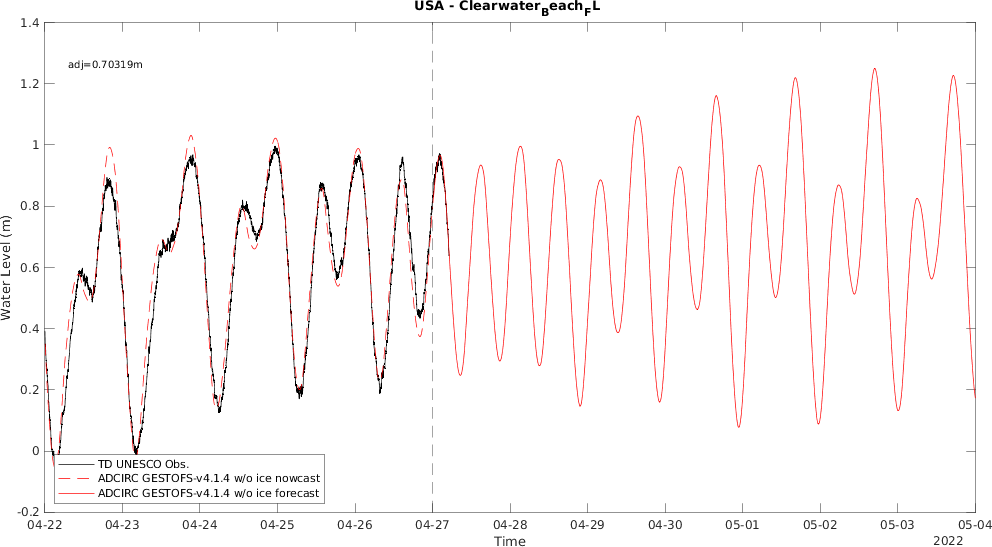 USA - Clearwater_Beach_FL
adj=0.70319m
1.4
1.2
1
0.8
0.6
0.4
0.2
0
-0.2
Water Level (m)
TD UNESCO Obs.
ADCIRC GESTOFS-v4.1.4 w/o ice nowcast
ADCIRC GESTOFS-v4.1.4 w/o ice forecast
04-22 04-23 04-24 04-25 04-26 04-27 04-28 04-29 04-30 05-01 05-02 05-03 05-04
Time
2022